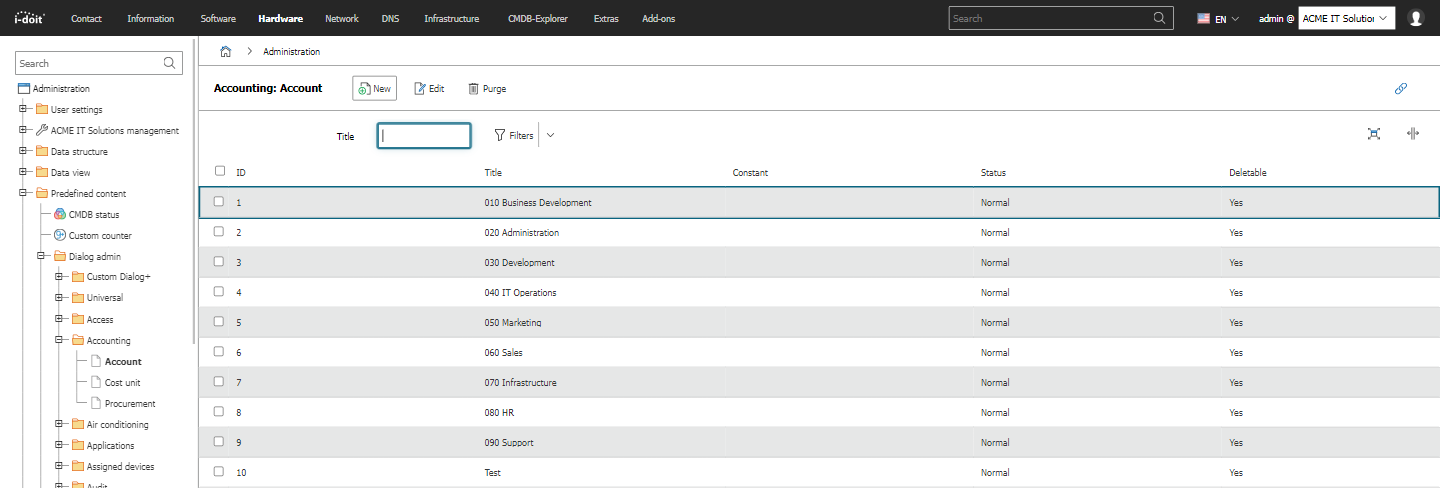 i-doit Contact Information Software Hardware Network DNS Infrastructure CMDB-Explorer Extras Add-ons Search EN admin @ ACME IT Solution
Search
Administration
User settings
ACME IT Solutions management
Data structure
Data view
Predefined content
CMDB status
Custom counter
Dialog admin
Custom Dialog+
Universal
Access
Accounting
Account
Cost unit
Procurement
Air conditioning
Applications
Assigned devices
Audit
Administration
Accounting: Account New Edit Purge
Title Filters
ID Title Constant Status Deletable
1 010 Business Development Normal Yes
2 020 Administration Normal Yes
3 030 Development Normal Yes
4 040 IT Operations Normal Yes
5 050 Marketing Normal Yes
6 060 Sales Normal Yes
7 070 Infrastructure Normal Yes
8 080 HR Normal Yes
9 090 Support Normal Yes
10 Test Normal Yes